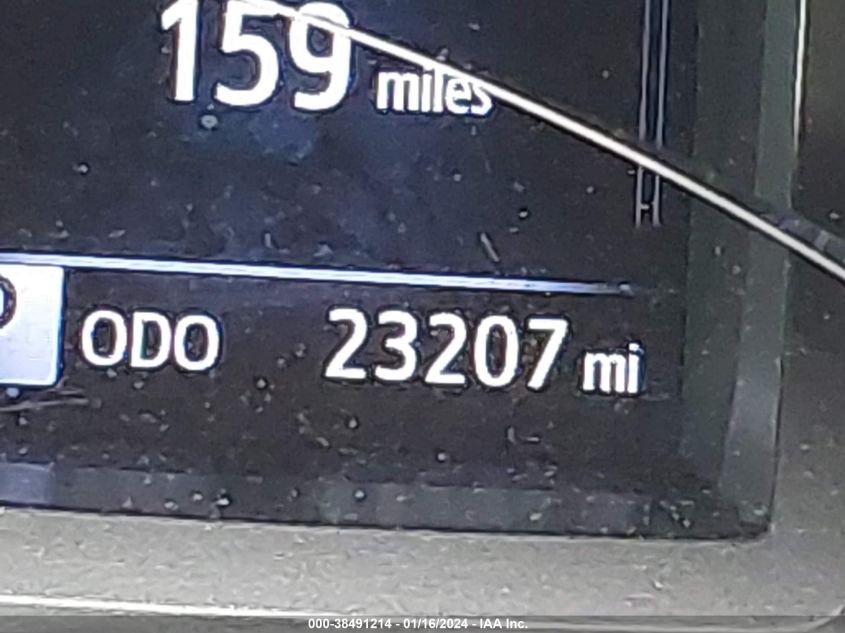 159 miles
ODO 23207 mi
000-38491214 - 01/16/2024 - IAA Inc.